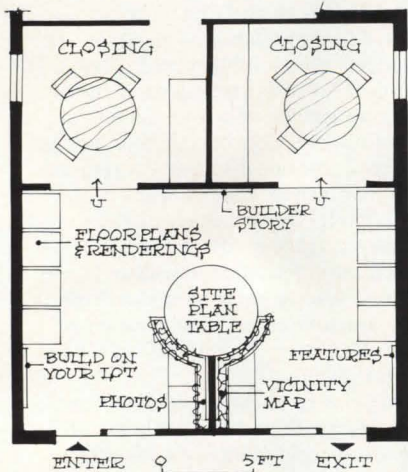 CLOSING
CLOSING
U
U
BUILDER
STORY
FLOOR PLANS
& RENDERINGS
SITE
PLAN
TABLE
BUILD ON
YOUR LOT
PHOTOS
VICINITY
MAP
FEATURES
ENTER
0
5 FT
EXIT